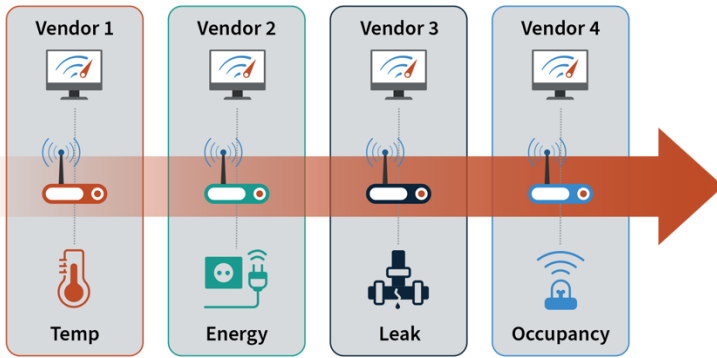 Vendor 1
Vendor 2
Vendor 3
Vendor 4
Temp
Energy
Leak
Occupancy